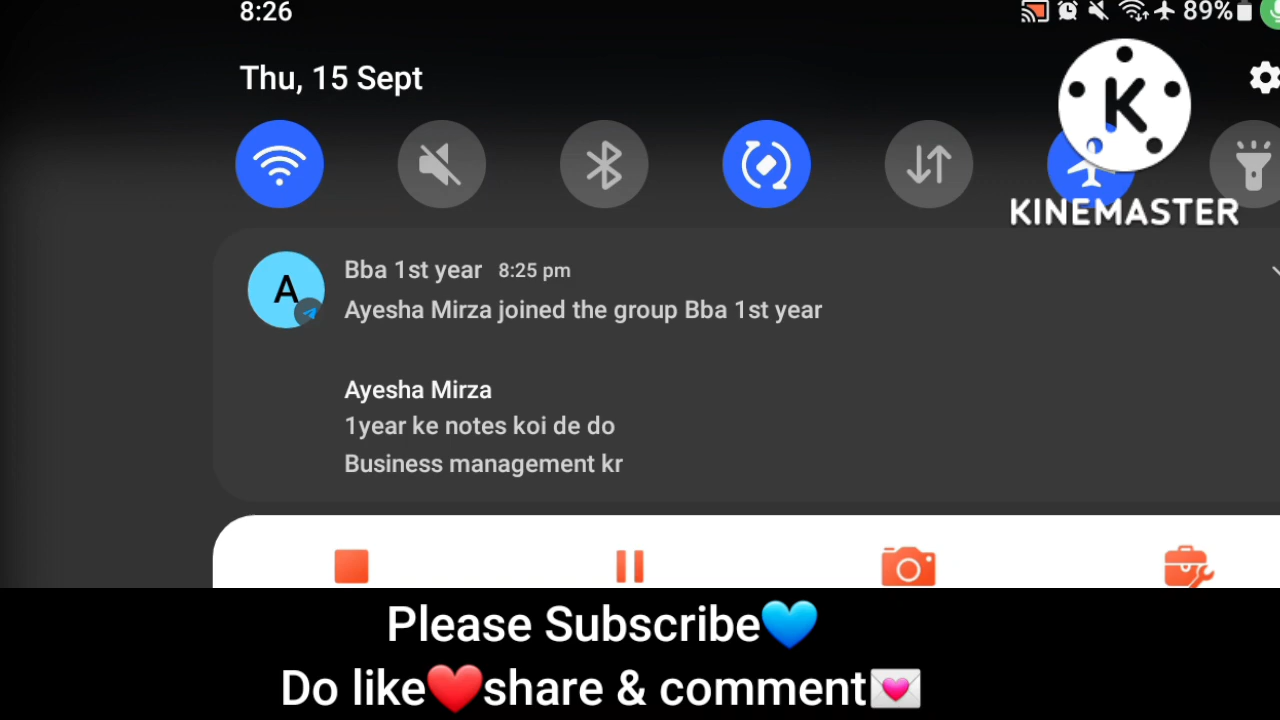 8:26
89%
Thu, 15 Sept
K
KINEMASTER
Bba 1st year 8:25 pm
A
Ayesha Mirza joined the group Bba 1st year
Ayesha Mirza
1year ke notes koi de do
Business management kr
Please Subscribe💙
Do like❤️share & comment💌